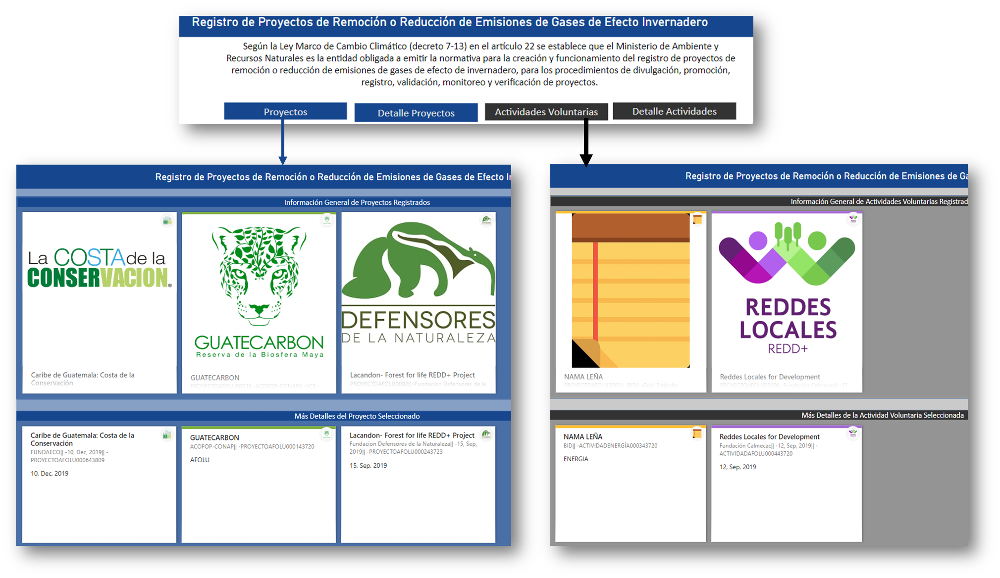 Registro de Proyectos de Remoción o Reducción de Emisiones de Gases de Efecto Invernadero
Según la Ley Marco de Cambio Climático (decreto 7-13) en el artículo 22 se establece que el Ministerio de Ambiente y
Recursos Naturales es la entidad obligada a emitir la normativa para la creación y funcionamiento del registro de proyectos de
remoción o reducción de emisiones de gases de efecto de invernadero, para los procedimientos de divulgación, promoción,
registro, validación, monitoreo y verificación de proyectos.
Proyectos
Detalle Proyectos
Actividades Voluntarias
Detalle Actividades
Registro de Proyectos de Remoción o Reducción de Emisiones de Gases de Efecto
Información General de Proyectos Registrados
La COSTA de la
CONSERVACION®
Caribe de Guatemala: Costa de la
Conservación
GUATECARBON
Reserva de la Biosfera Maya
GUATECARBON
PROYECTOAFOLU0001|| -ACOFOP-CONAP|| -VCS-
DEFENSORES
DE LA NATURALEZA
Lacandon- Forest for life REDD+ Project
PROYECTOAFOLU0002|| -Fundacion Defensores de la
Más Detalles del Proyecto Seleccionado
Caribe de Guatemala: Costa de la
Conservación
FUNDAECO|| -10, Dec, 2019|| -
PROYECTOAFOLU000643809
10, Dec, 2019
GUATECARBON
ACOFOP-CONAP|| -PROYECTOAFOLU000143720
AFOLU
Lacandon- Forest for life REDD+ Project
Fundacion Defensores de la Naturaleza|| -15, Sep,
2019|| -PROYECTOAFOLU000243723
15, Sep, 2019
Registro de Proyectos de Remoción o Reducción de Emisiones de Ga
Información General de Actividades Voluntarias Registrad
NAMA LEÑA
PROYECTOAFOLU0003|| -BID|| -Gold Estándar
REDDES
LOCALES
REDD+
Reddes Locales for Development
PROYECTOAFOLU0000|| -Fundación Calmecac|| -12
Más Detalles de la Actividad Voluntaria Seleccionada
NAMA LEÑA
BID|| -ACTIVIDADENERGÍA000343720
ENERGIA
Reddes Locales for Development
Fundación Calmecac|| -12, Sep, 2019|| -
ACTIVIDADAFOLU000443720
12, Sep, 2019